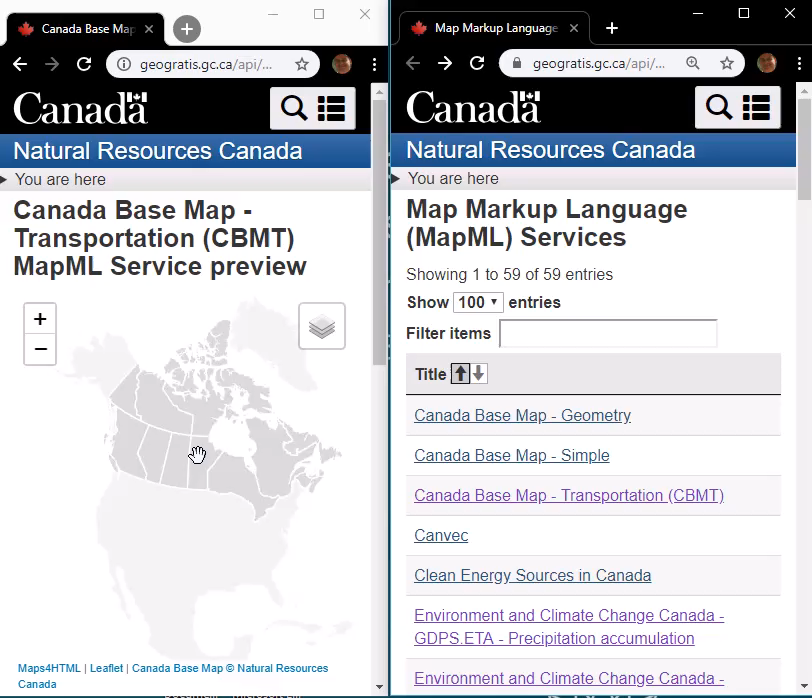 Canada Base Map
geogratis.gc.ca/api/...
Canada
Natural Resources Canada
You are here
Canada Base Map -
Transportation (CBMT)
MapML Service preview
+
−
Maps4HTML | Leaflet | Canada Base Map © Natural Resources
Canada
Map Markup Language
geogratis.gc.ca/api/...
Canada
Natural Resources Canada
You are here
Map Markup Language
(MapML) Services
Showing 1 to 59 of 59 entries
Show 100 entries
Filter items
Title
Canada Base Map - Geometry
Canada Base Map - Simple
Canada Base Map - Transportation (CBMT)
Canvec
Clean Energy Sources in Canada
Environment and Climate Change Canada -
GDPS.ETA - Precipitation accumulation
Environment and Climate Change Canada -